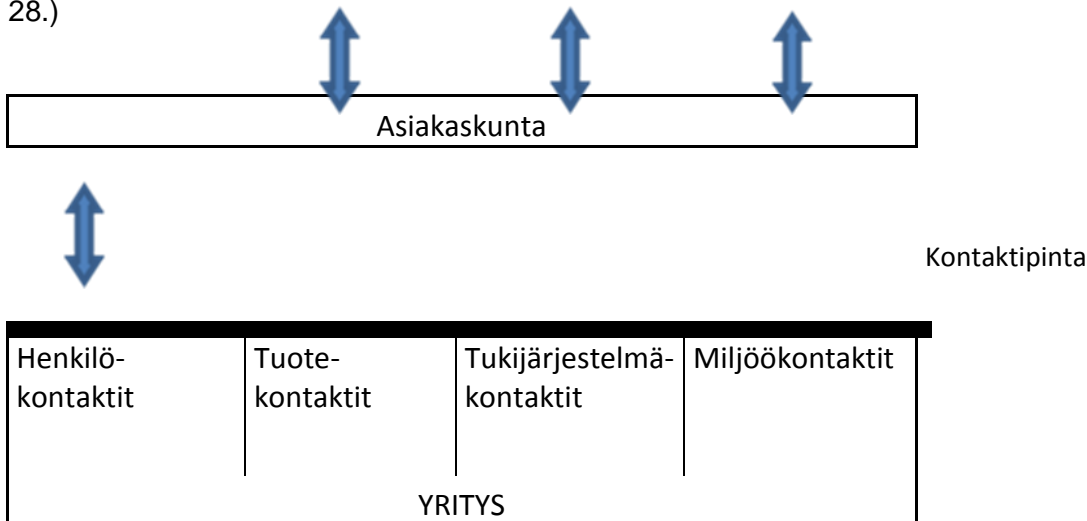 28.)
Asiakaskunta
Kontaktipinta
Henkilö-
kontaktit
Tuote-
kontaktit
Tukijärjestelmä-
kontaktit
Miljöökontaktit
YRITYS